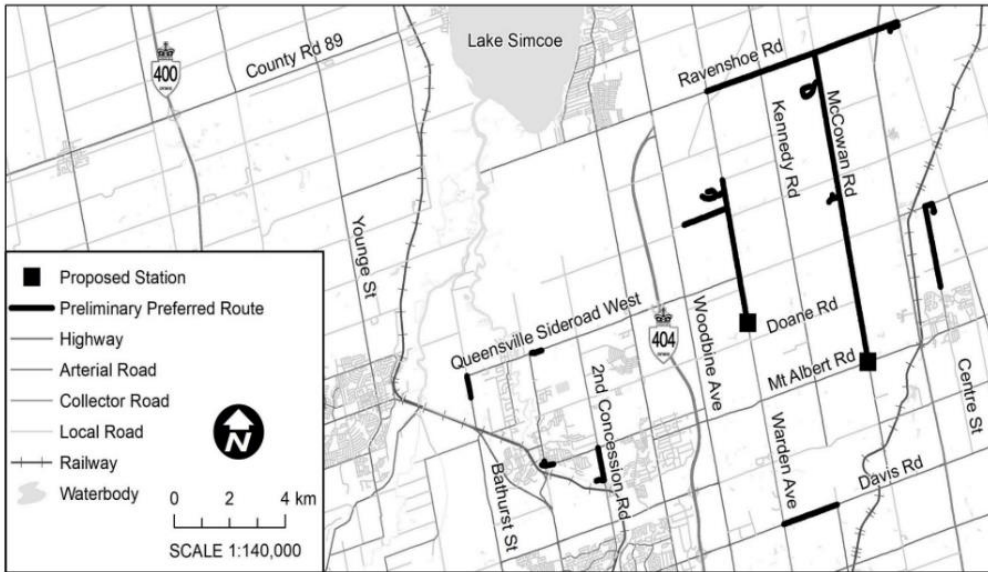 Lake Simcoe
County Rd 89
400
Ravenshoe Rd
Kennedy Rd
McCowan Rd
Younge St
Queensville Sideroad West
404
Woodbine Ave
Doane Rd
Mt Albert Rd
Centre St
2nd Concession Rd
Bathurst St
Warden Ave
Davis Rd
Proposed Station
Preliminary Preferred Route
Highway
Arterial Road
Collector Road
Local Road
Railway
Waterbody
N
0 2 4 km
SCALE 1:140,000